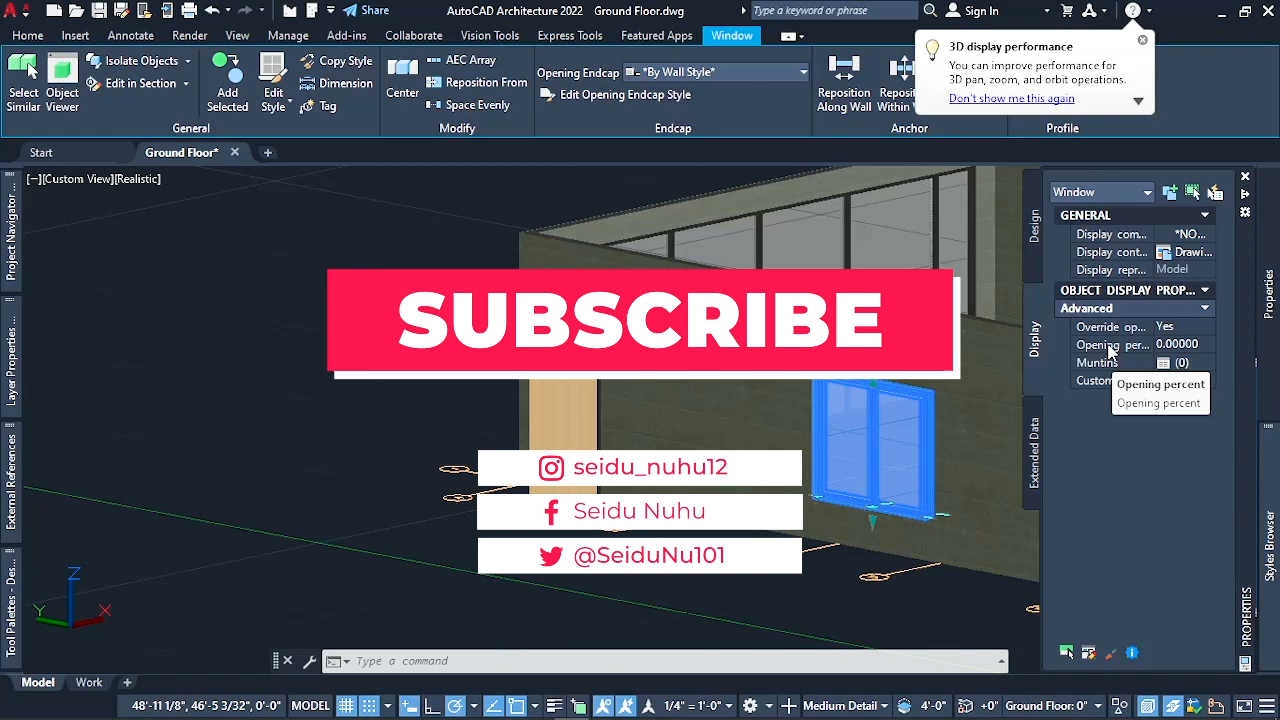 Share
AutoCAD Architecture 2022 Ground Floor.dwg
Type a keyword or phrase
Sign In
Home Insert Annotate Render View Manage Add-ins Collaborate Vision Tools Express Tools Featured Apps Window
3D display performance
You can improve performance for
3D pan, zoom, and orbit operations.
Don't show me this again
Select
Similar
Object
Viewer
Isolate Objects
Edit in Section
Add
Selected
Edit
Style
Copy Style
Dimension
General
Center
AEC Array
Reposition From
Space Evenly
Modify
Opening Endcap *By Wall Style*
Edit Opening Endcap Style
Endcap
Reposition
Along Wall
Anchor
Profile
Start
Ground Floor*
[−][Custom View][Realistic]
Project Navigator ...
Layer Properties...
External References
Tool Palettes - Des...
SUBSCRIBE
seidu_nuhu12
Seidu Nuhu
@SeiduNu101
Z
Y
X
Design
Display
Extended Data
Window
GENERAL
Display com... *NO...
Display cont... Drawi...
Display repr... Model
OBJECT DISPLAY PROP...
Advanced
Override op... Yes
Opening per... 0.00000
Muntins (0)
Custom
Opening percent
Opening percent
PROPERTIES
Properties
Styles Browser
Type a command
Model Work
48'-11 1/8", 46'-5 3/32", 0'-0" MODEL 1/4" = 1'-0" Medium Detail 4'-0" +0" Ground Floor: 0"